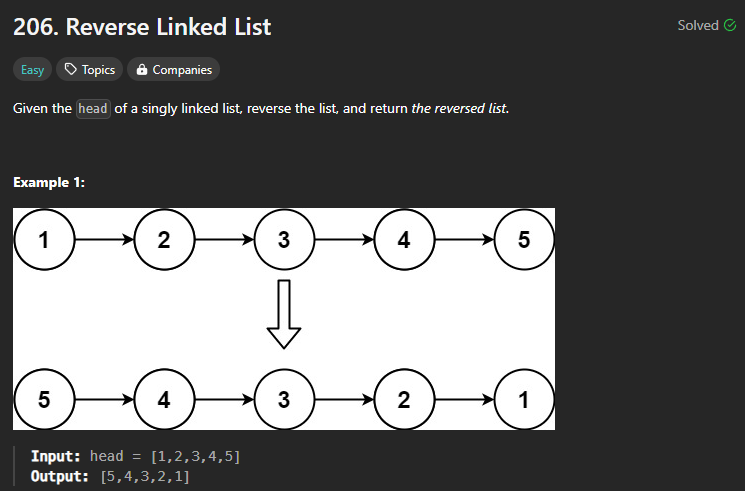 206. Reverse Linked List
Solved
Easy Topics Companies
Given the head of a singly linked list, reverse the list, and return the reversed list.
Example 1:
1 2 3 4 5
5 4 3 2 1
Input: head = [1,2,3,4,5]
Output: [5,4,3,2,1]